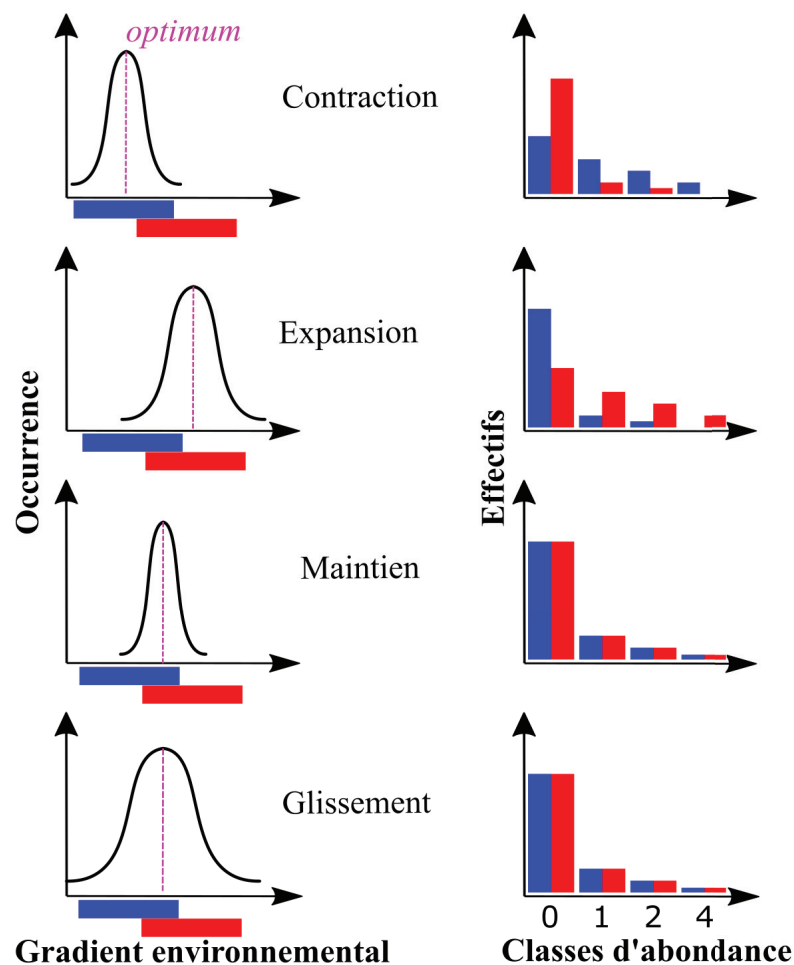 optimum
Contraction
Expansion
Occurrence
Effectifs
Maintien
Glissement
0 1 2 4
Gradient environnemental
Classes d'abondance